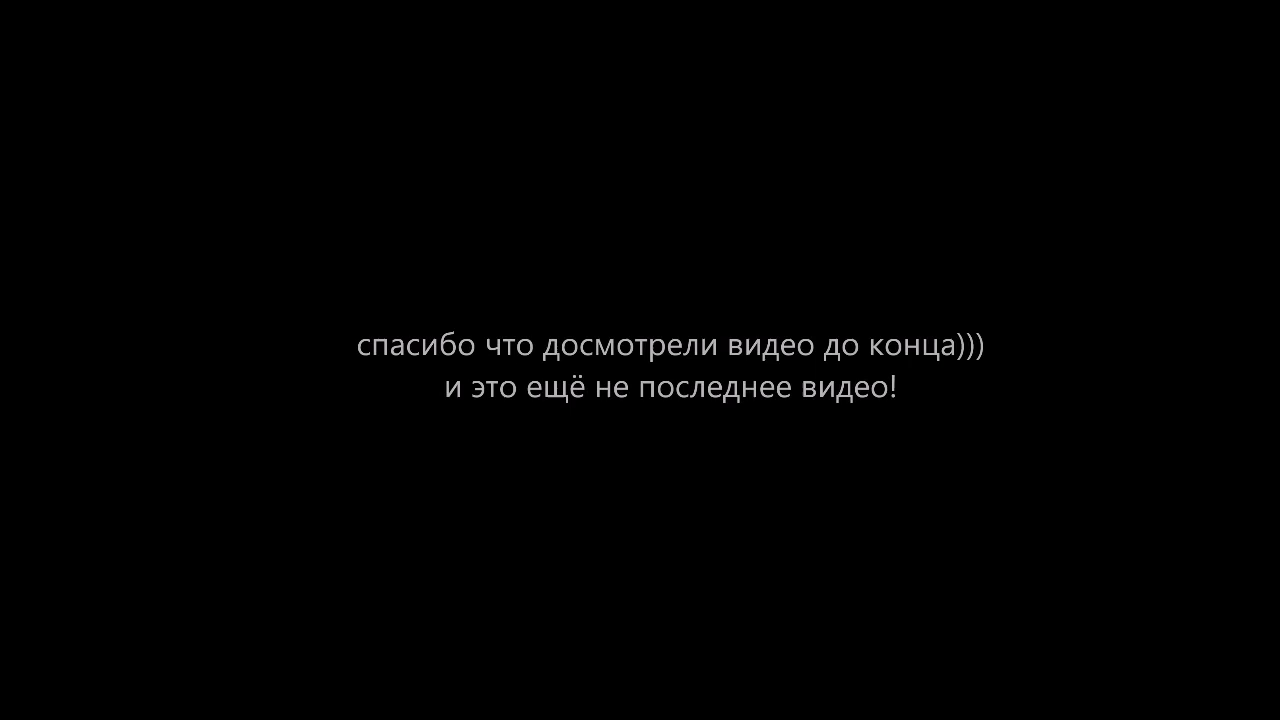 спасибо что досмотрели видео до конца)))
и это ещё не последнее видео!